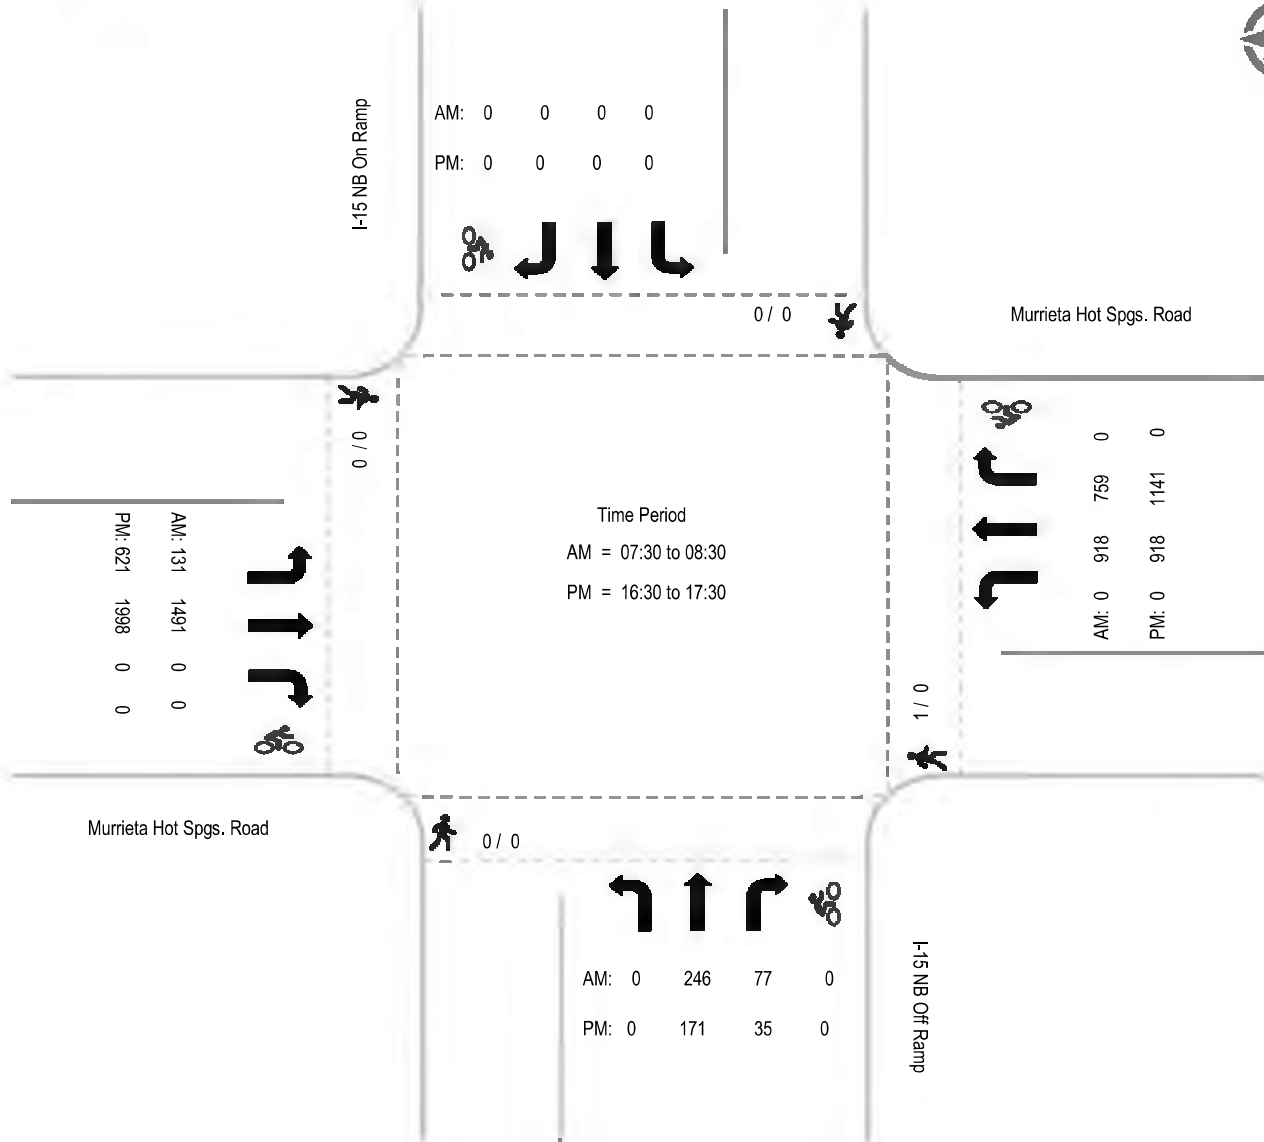 I-15 NB On Ramp
AM: 0 0 0 0
PM: 0 0 0 0
0 / 0
Murrieta Hot Spgs. Road
0 / 0
AM: 0 918 759 0
PM: 0 918 1141 0
Time Period
AM = 07:30 to 08:30
PM = 16:30 to 17:30
AM: 131 1491 0 0
PM: 621 1998 0 0
1 / 0
Murrieta Hot Spgs. Road
0 / 0
AM: 0 246 77 0
PM: 0 171 35 0
I-15 NB Off Ramp